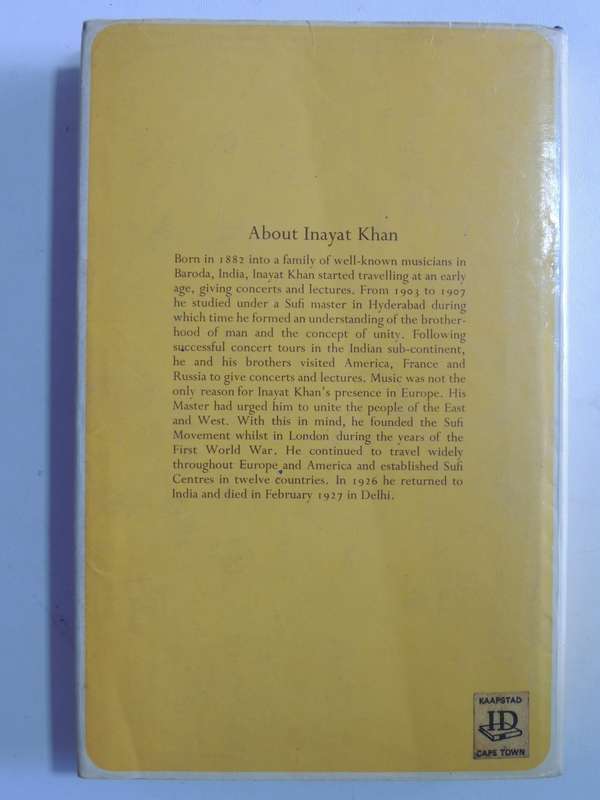 About Inayat Khan
Born in 1882 into a family of well-known musicians in
Baroda, India, Inayat Khan started travelling at an early
age, giving concerts and lectures. From 1903 to 1907
he studied under a Sufi master in Hyderabad during
which time he formed an understanding of the brother-
hood of man and the concept of unity. Following
successful concert tours in the Indian sub-continent,
he and his brothers visited America, France and
Russia to give concerts and lectures. Music was not the
only reason for Inayat Khan's presence in Europe. His
Master had urged him to unite the people of the East
and West. With this in mind, he founded the Sufi
Movement whilst in London during the years of the
First World War. He continued to travel widely
throughout Europe and America and established Sufi
Centres in twelve countries. In 1926 he returned to
India and died in February 1927 in Delhi.
KAAPSTAD
ID
CAPE TOWN